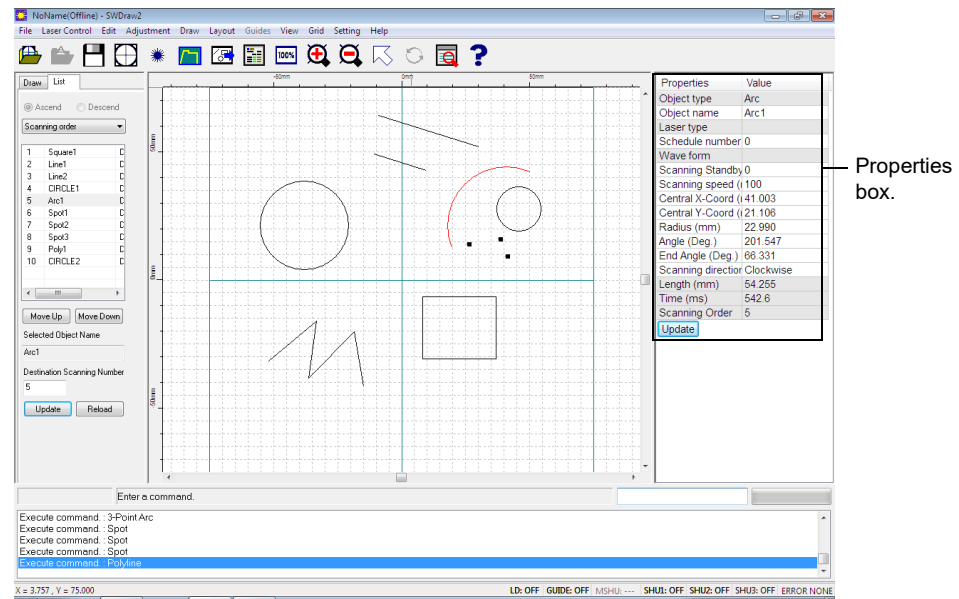 NoName(Offline) - SWDraw2
File Laser Control Edit Adjustment Draw Layout Guides View Grid Setting Help
100%
Draw List
Ascend Descend
Scanning order
1 Square1 D
2 Line1 D
3 Line2 D
4 CIRCLE1 D
5 Arc1 D
6 Spot1 D
7 Spot2 D
8 Spot3 D
9 Poly1 D
10 CIRCLE2 D
Move Up Move Down
Selected Object Name
Arc1
Destination Scanning Number
5
Update Reload
-50mm 0mm 50mm
50mm
0mm
-50mm
Properties Value
Object type Arc
Object name Arc1
Laser type
Schedule number 0
Wave form
Scanning Standby 0
Scanning speed ( 100
Central X-Coord ( 41.003
Central Y-Coord ( 21.106
Radius (mm) 22.990
Angle (Deg.) 201.547
End Angle (Deg.) 66.331
Scanning direction Clockwise
Length (mm) 54.255
Time (ms) 542.6
Scanning Order 5
Update
Properties
box.
Enter a command.
Execute command. : 3-Point Arc
Execute command. : Spot
Execute command. : Spot
Execute command. : Spot
Execute command. : Polyline
X = 3.757 , Y = 75.000 LD: OFF GUIDE: OFF MSHU: --- SHU1: OFF SHU2: OFF SHU3: OFF ERROR NONE